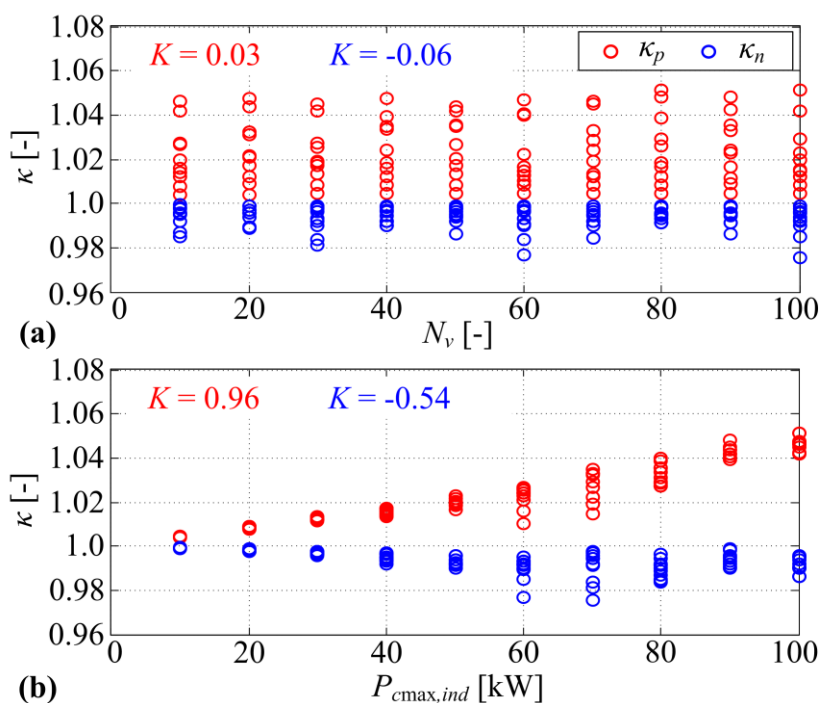 1.08
K = 0.03 K = -0.06 κp κn
1.06
1.04
κ [-]
1.02
1.0
0.98
0.96
0 20 40 60 80 100
(a) Nv [-]
1.08
K = 0.96 K = -0.54
1.06
1.04
κ [-]
1.02
1.0
0.98
0.96
0 20 40 60 80 100
(b) Pcmax,ind [kW]